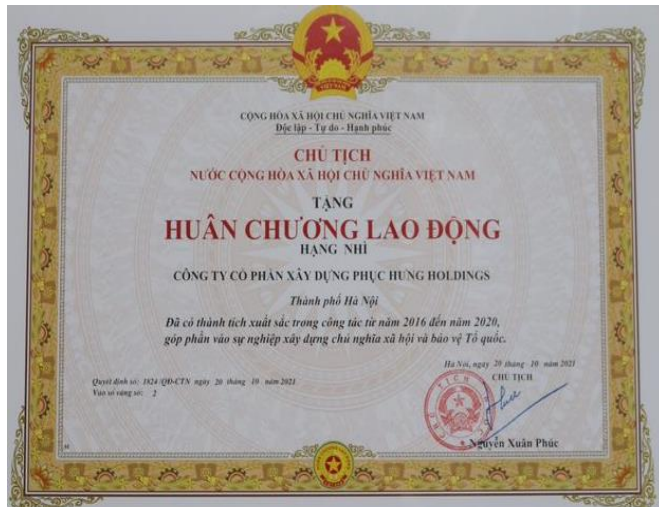 CỘNG HÒA XÃ HỘI CHỦ NGHĨA VIỆT NAM
Độc lập - Tự do - Hạnh phúc
CHỦ TỊCH
NƯỚC CỘNG HÒA XÃ HỘI CHỦ NGHĨA VIỆT NAM
TẶNG
HUÂN CHƯƠNG LAO ĐỘNG
HẠNG NHÌ
CÔNG TY CỔ PHẦN XÂY DỰNG PHỤC HƯNG HOLDINGS
Thành phố Hà Nội
Đã có thành tích xuất sắc trong công tác từ năm 2016 đến năm 2020,
góp phần vào sự nghiệp xây dựng chủ nghĩa xã hội và bảo vệ Tổ quốc.
Hà Nội, ngày 20 tháng 10 năm 2021
Quyết định số: 1824 /QĐ-CTN ngày 20 tháng 10 năm 2021
CHỦ TỊCH
Vào sổ vàng số: 2
Nguyễn Xuân Phúc